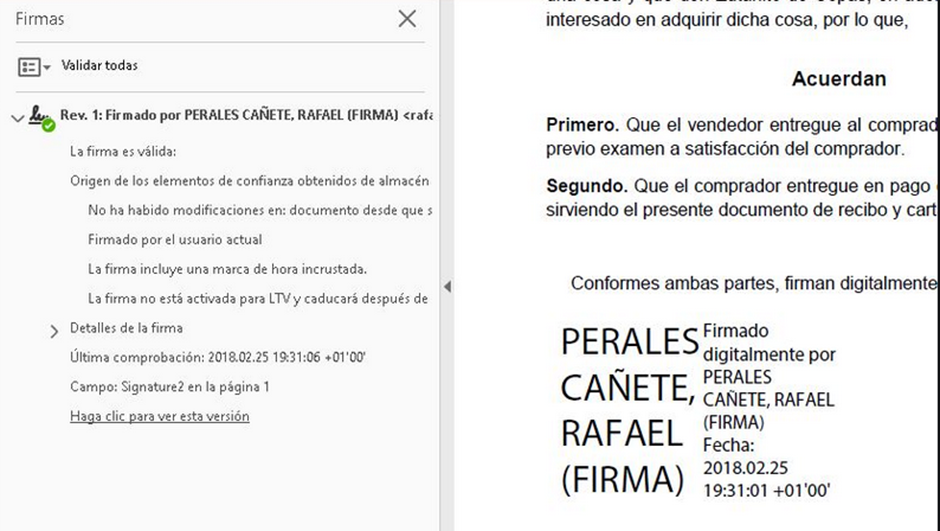 Firmas
Validar todas
Rev. 1: Firmado por PERALES CAÑETE, RAFAEL (FIRMA) <rafa
La firma es válida:
Origen de los elementos de confianza obtenidos de almacén
No ha habido modificaciones en: documento desde que s
Firmado por el usuario actual
La firma incluye una marca de hora incrustada.
La firma no está activada para LTV y caducará después de
Detalles de la firma
Última comprobación: 2018.02.25 19:31:06 +01'00'
Campo: Signature2 en la página 1
Haga clic para ver esta versión
interesado en adquirir dicha cosa, por lo que,
Acuerdan
Primero. Que el vendedor entregue al comprad
previo examen a satisfacción del comprador.
Segundo. Que el comprador entregue en pago
sirviendo el presente documento de recibo y cart
Conformes ambas partes, firman digitalmente
PERALES
CAÑETE,
RAFAEL
(FIRMA)
Firmado
digitalmente por
PERALES
CAÑETE, RAFAEL
(FIRMA)
Fecha:
2018.02.25
19:31:01 +01'00'